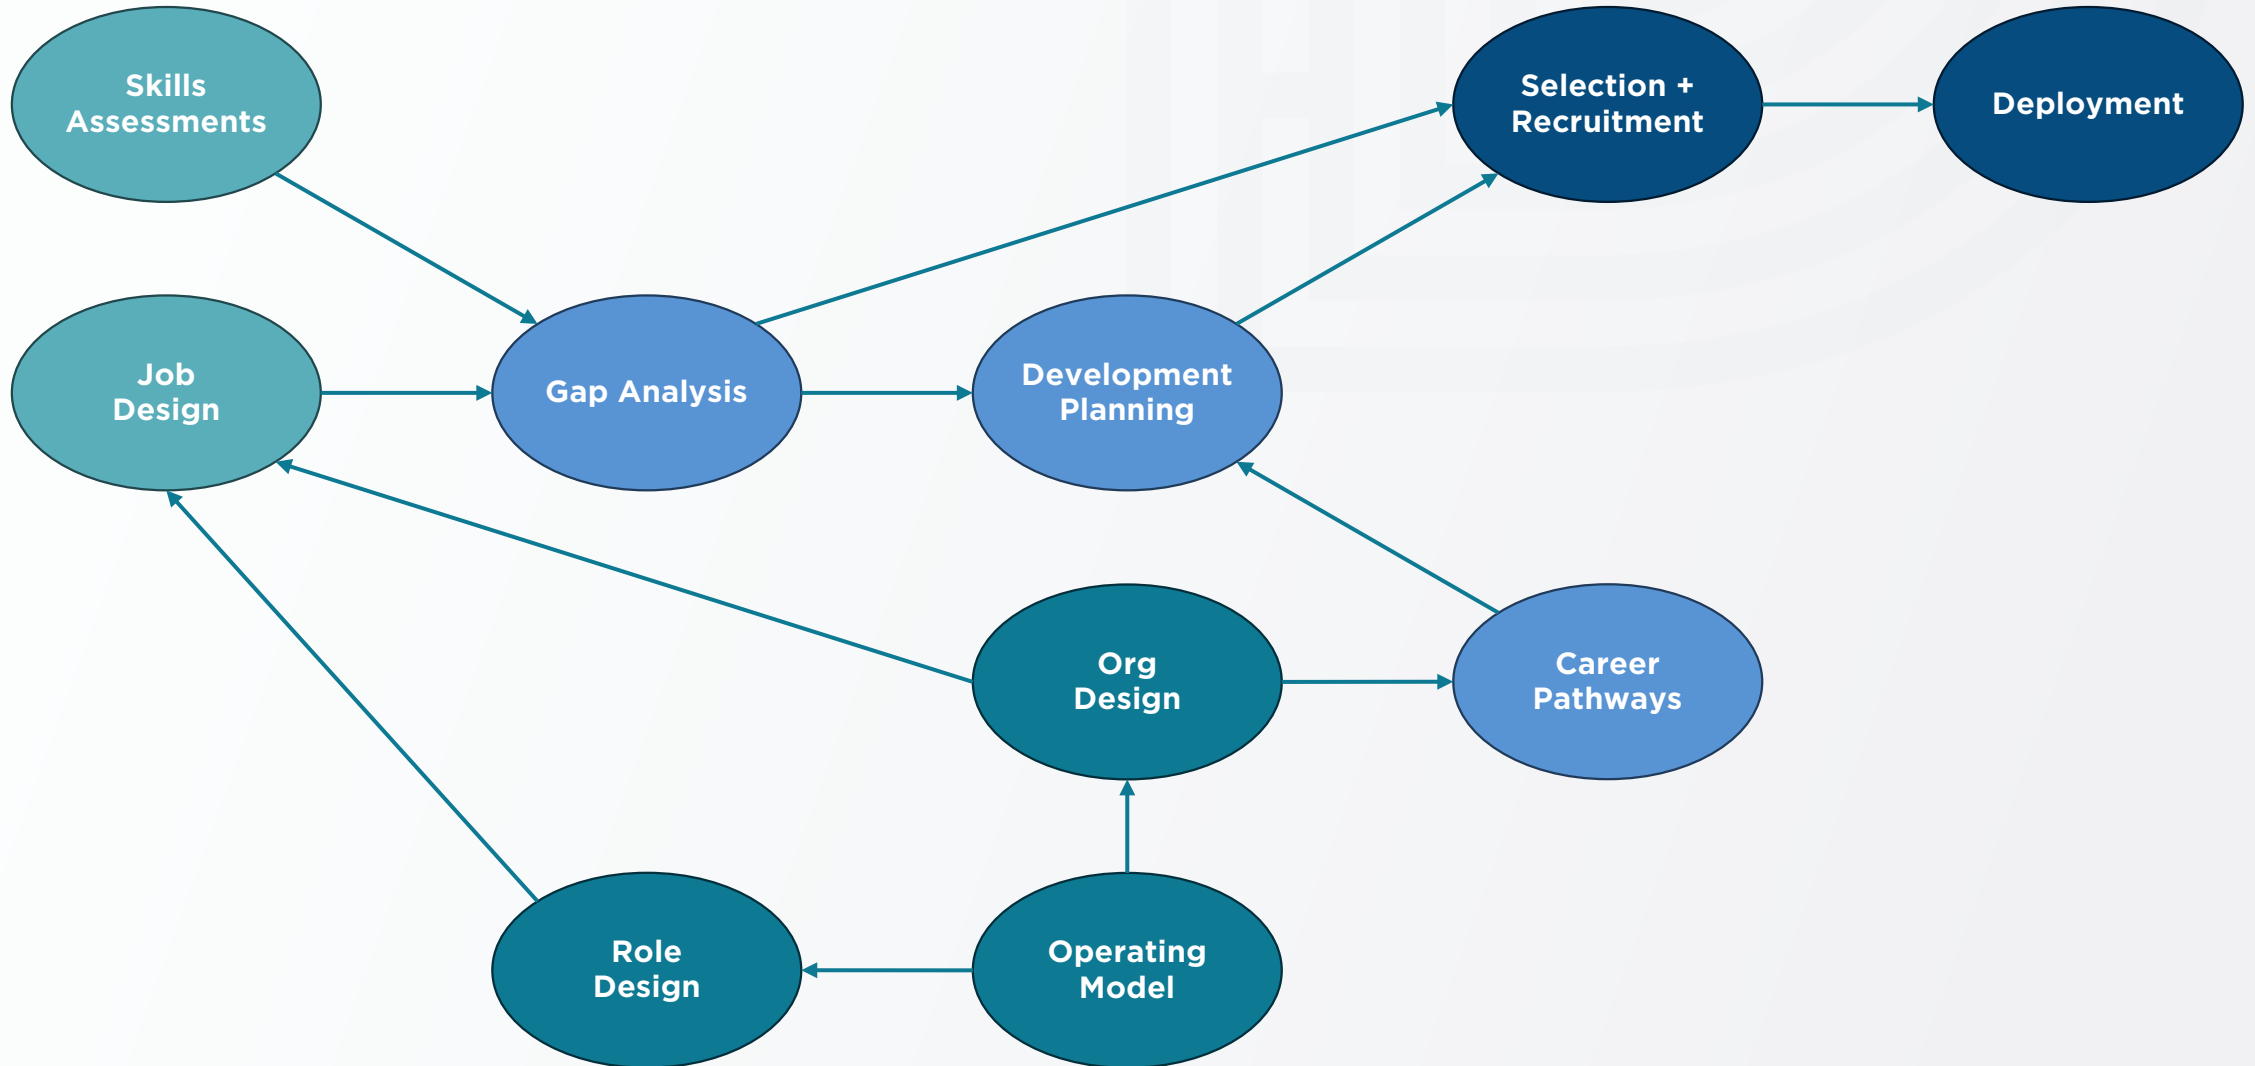 Skills
Assessments
Selection +
Recruitment
Deployment
Job
Design
Gap Analysis
Development
Planning
Org
Design
Career
Pathways
Role
Design
Operating
Model